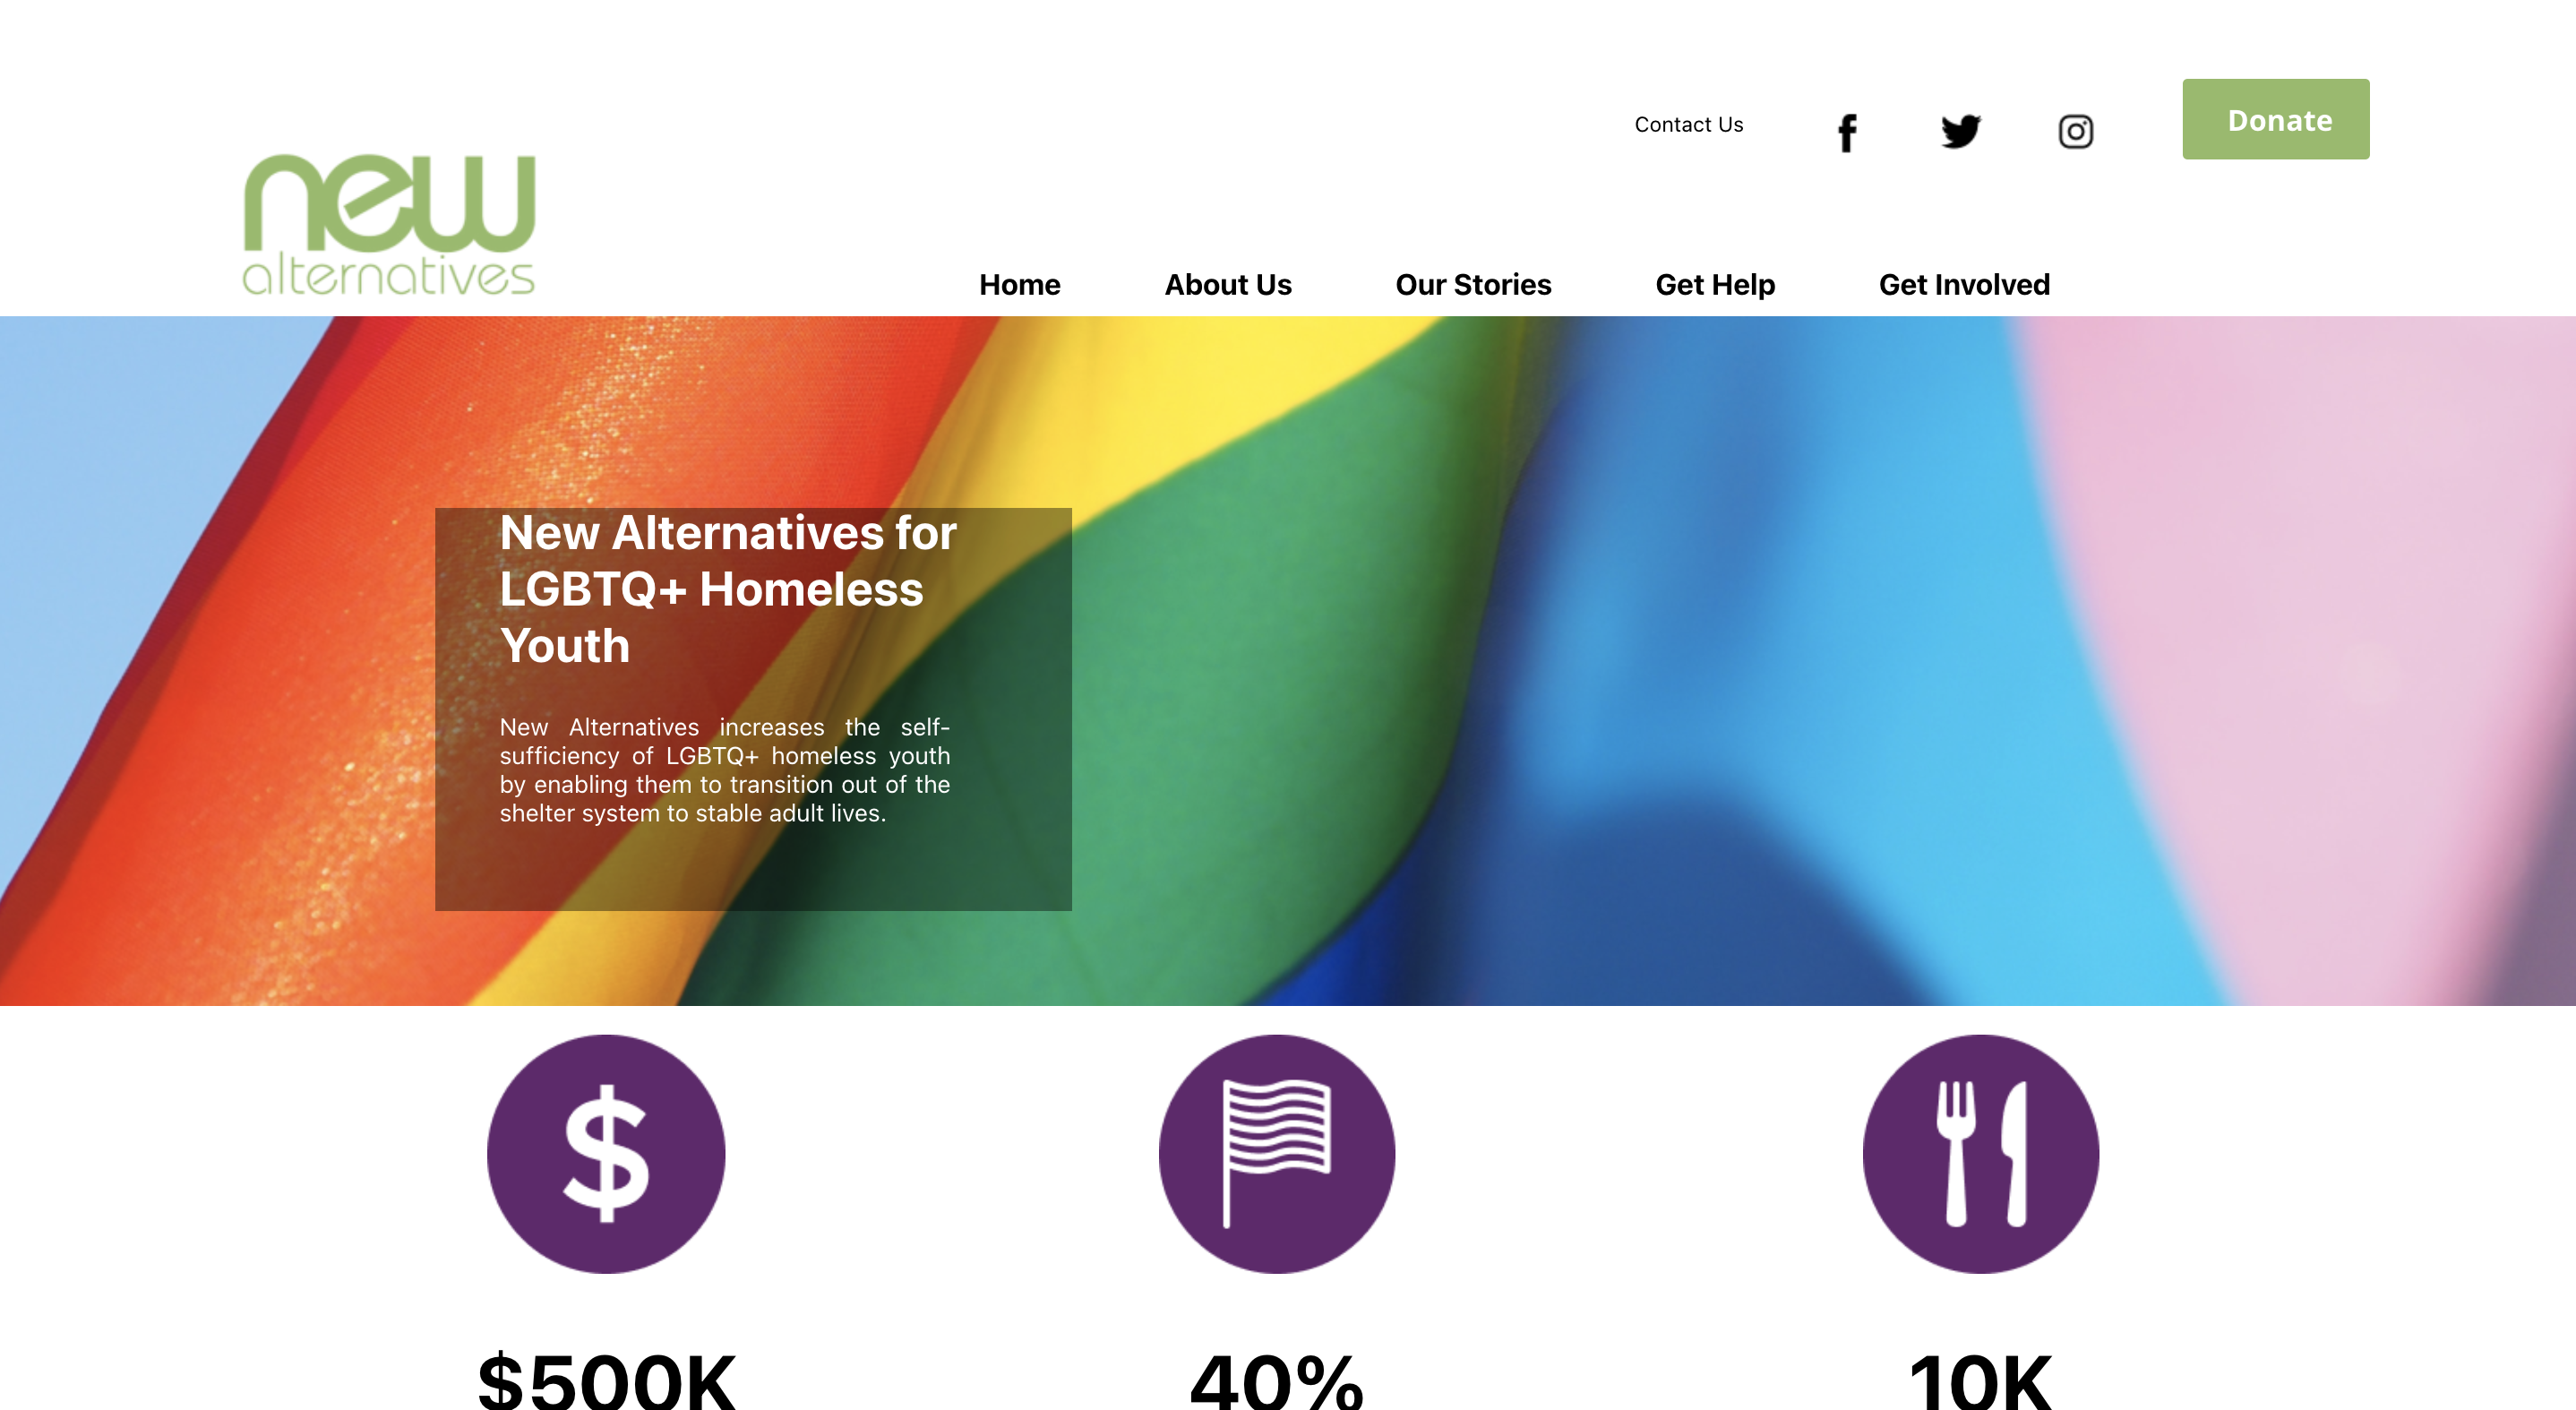 Contact Us
Donate
new
alternatives
Home About Us Our Stories Get Help Get Involved
New Alternatives for
LGBTQ+ Homeless
Youth
New Alternatives increases the self-
sufficiency of LGBTQ+ homeless youth
by enabling them to transition out of the
shelter system to stable adult lives.
$500K 40% 10K